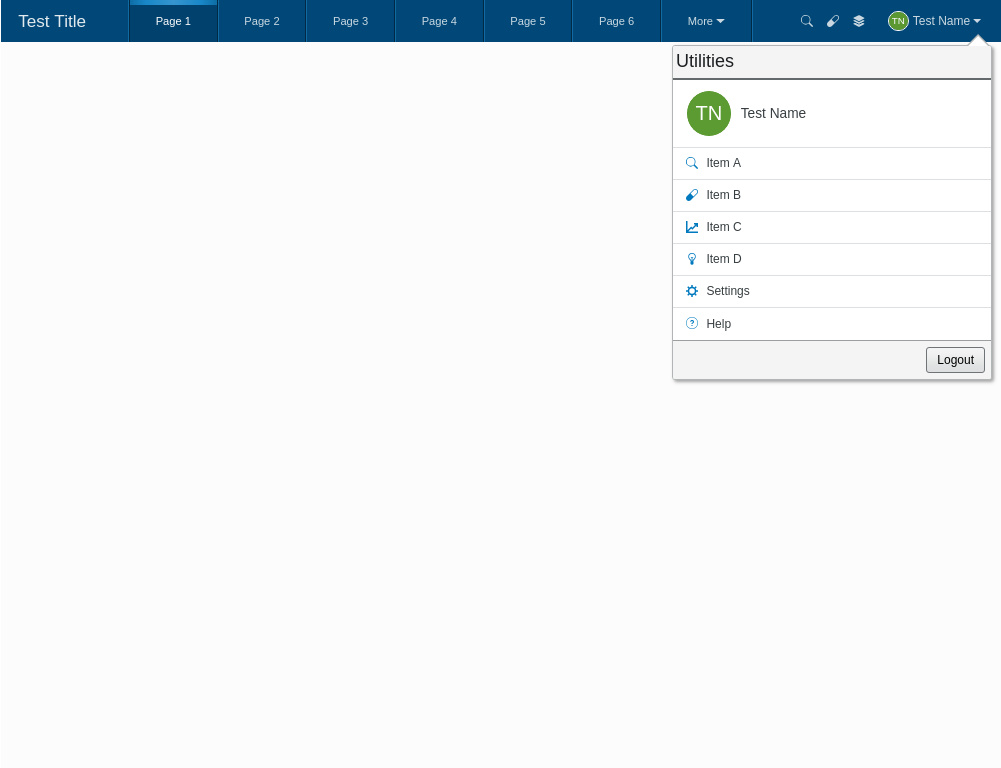 Test Title
Page 1
Page 2
Page 3
Page 4
Page 5
Page 6
More
TN Test Name
Utilities
TN Test Name
Item A
Item B
Item C
Item D
Settings
? Help
Logout